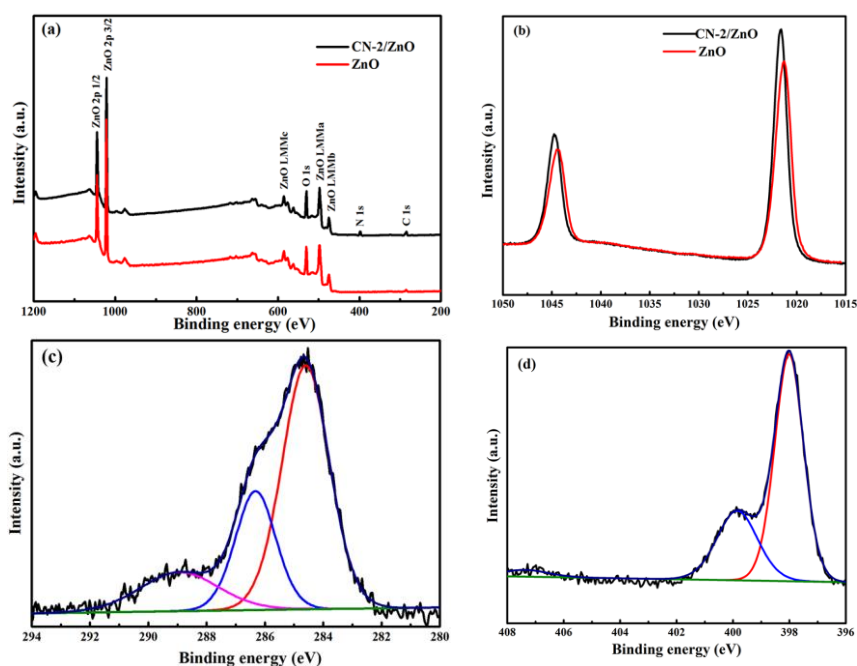 (a)
CN-2/ZnO
ZnO
ZnO 2p 1/2
ZnO 2p 3/2
ZnO LMMc
O 1s
ZnO LMMa
ZnO LMMb
N 1s
C 1s
Intensity (a.u.)
1200 1000 800 600 400 200
Binding energy (eV)
(b)
CN-2/ZnO
ZnO
Intensity (a.u.)
1050 1045 1040 1035 1030 1025 1020 1015
Binding energy (eV)
(c)
Intensity (a.u.)
294 292 290 288 286 284 282 280
Binding energy (eV)
(d)
Intensity (a.u.)
408 406 404 402 400 398 396
Binding energy (eV)